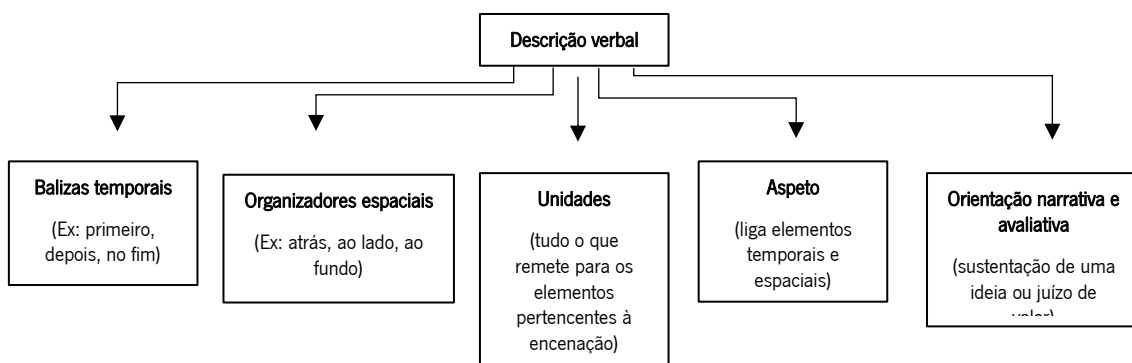 Descrição verbal
Balizas temporais
(Ex: primeiro,
depois, no fim)
Organizadores espaciais
(Ex: atrás, ao lado, ao
fundo)
Unidades
(tudo o que
remete para os
elementos
pertencentes à
encenação)
Aspeto
(liga elementos
temporais e
espaciais)
Orientação narrativa e
avaliativa
(sustentação de uma
ideia ou juízo de
valor)